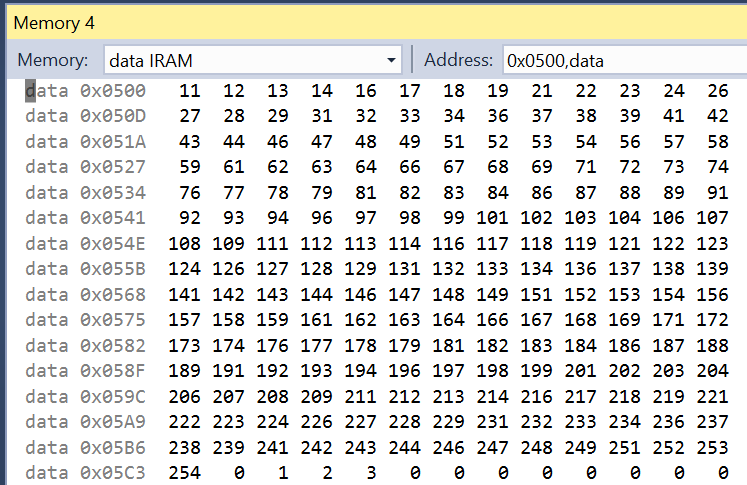 Memory 4
Memory: data IRAM Address: 0x0500,data
data 0x0500 11 12 13 14 16 17 18 19 21 22 23 24 26
data 0x050D 27 28 29 31 32 33 34 36 37 38 39 41 42
data 0x051A 43 44 46 47 48 49 51 52 53 54 56 57 58
data 0x0527 59 61 62 63 64 66 67 68 69 71 72 73 74
data 0x0534 76 77 78 79 81 82 83 84 86 87 88 89 91
data 0x0541 92 93 94 96 97 98 99 101 102 103 104 106 107
data 0x054E 108 109 111 112 113 114 116 117 118 119 121 122 123
data 0x055B 124 126 127 128 129 131 132 133 134 136 137 138 139
data 0x0568 141 142 143 144 146 147 148 149 151 152 153 154 156
data 0x0575 157 158 159 161 162 163 164 166 167 168 169 171 172
data 0x0582 173 174 176 177 178 179 181 182 183 184 186 187 188
data 0x058F 189 191 192 193 194 196 197 198 199 201 202 203 204
data 0x059C 206 207 208 209 211 212 213 214 216 217 218 219 221
data 0x05A9 222 223 224 226 227 228 229 231 232 233 234 236 237
data 0x05B6 238 239 241 242 243 244 246 247 248 249 251 252 253
data 0x05C3 254 0 1 2 3 0 0 0 0 0 0 0 0